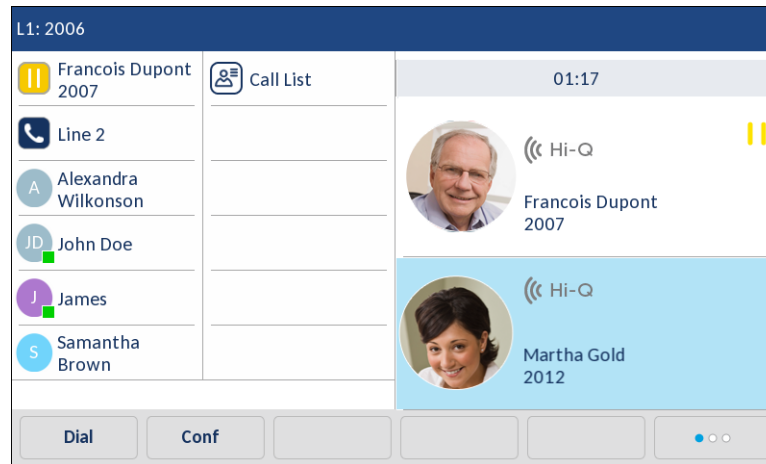 L1: 2006
Francois Dupont
2007
Line 2
A
Alexandra
Wilkonson
JD
John Doe
J
James
S
Samantha
Brown
Call List
01:17
Hi-Q
Francois Dupont
2007
Hi-Q
Martha Gold
2012
Dial
Conf